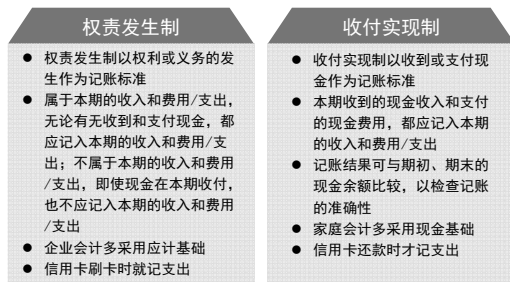 权责发生制
● 权责发生制以权利或义务的发
生作为记账标准
● 属于本期的收入和费用/支出，
无论有无收到和支付现金，都
应记入本期的收入和费用/支
出；不属于本期的收入和费用
/支出，即使现金在本期收付，
也不应记入本期的收入和费用
/支出
● 企业会计多采用应计基础
● 信用卡刷卡时就记支出
收付实现制
● 收付实现制以收到或支付现
金作为记账标准
● 本期收到的现金收入和支付
的现金费用，都应记入本期
的收入和费用/支出
● 记账结果可与期初、期末的
现金余额比较，以检查记账
的准确性
● 家庭会计多采用现金基础
● 信用卡还款时才记支出